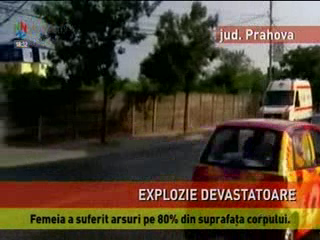 jud. Prahova
EXPLOZIE DEVASTATOARE
Femeia a suferit arsuri pe 80% din suprafața corpului.